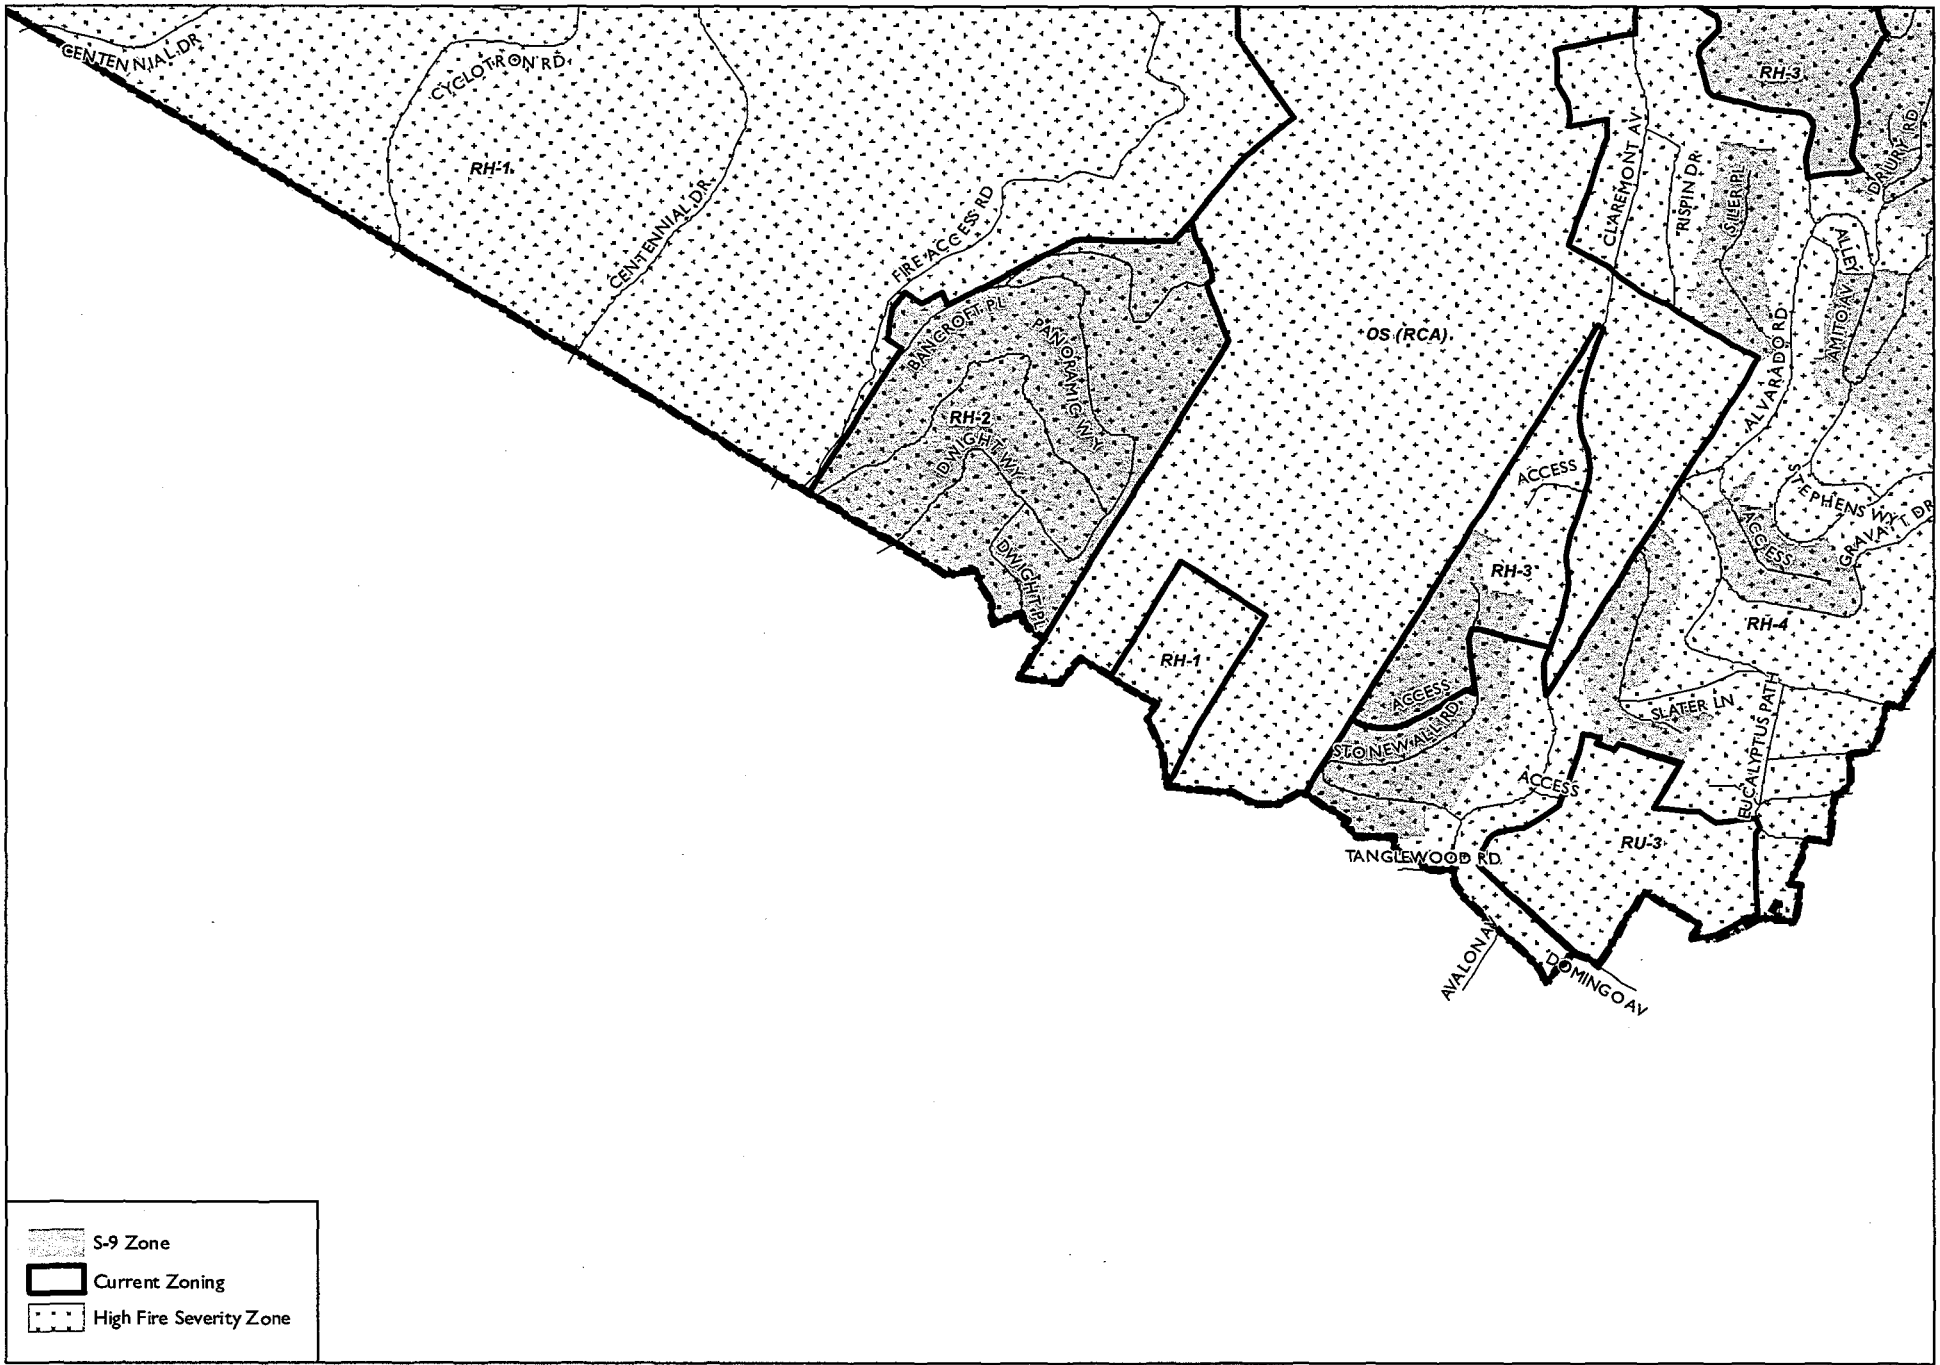 CENTENNIAL DR
CYCLOTRON RD
RH-1
CENTENNIAL DR
FIRE ACCESS RD
BANCROFT PL
PANORAMIC WY
RH-2
DWIGHT WY
DWIGHT PL
RH-1
OS (RCA)
CLAREMONT AV
RISPIN DR
SILER PL
RH-3
DRURY RD
ALLEY
AMITO AV
ALVARADO RD
STEPHENS WY
GRAVATT DR
ACCESS
ACCESS
RH-3
RH-4
ACCESS
STONEWALL RD
SLATER LN
EUCALYPTUS PATH
ACCESS
RU-3
TANGLEWOOD RD
AVALON AV
DOMINGO AV
S-9 Zone
Current Zoning
High Fire Severity Zone